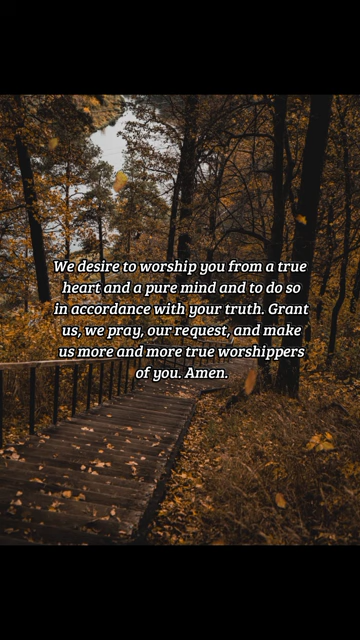 We desire to worship you from a true
heart and a pure mind and to do so
in accordance with your truth. Grant
us, we pray, our request, and make
us more and more true worshippers
of you. Amen.